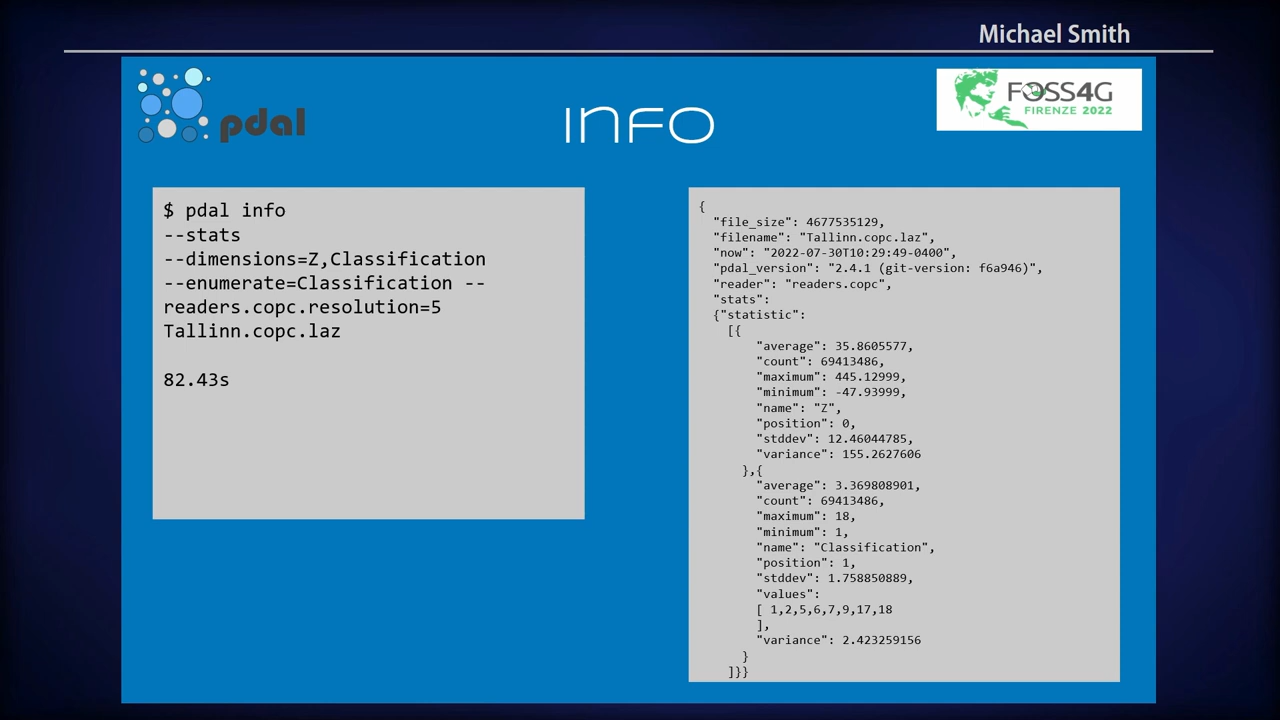 Michael Smith
pdal
INFO
FOSS4G
FIRENZE 2022
$ pdal info
--stats
--dimensions=Z,Classification
--enumerate=Classification --
readers.copc.resolution=5
Tallinn.copc.laz
82.43s
{
"file_size": 4677535129,
"filename": "Tallinn.copc.laz",
"now": "2022-07-30T10:29:49-0400",
"pdal_version": "2.4.1 (git-version: f6a946)",
"reader": "readers.copc",
"stats":
{"statistic":
[{
"average": 35.8605577,
"count": 69413486,
"maximum": 445.12999,
"minimum": -47.93999,
"name": "Z",
"position": 0,
"stddev": 12.46044785,
"variance": 155.2627606
},{
"average": 3.369808901,
"count": 69413486,
"maximum": 18,
"minimum": 1,
"name": "Classification",
"position": 1,
"stddev": 1.758850889,
"values":
[ 1,2,5,6,7,9,17,18
],
"variance": 2.423259156
}
]}}